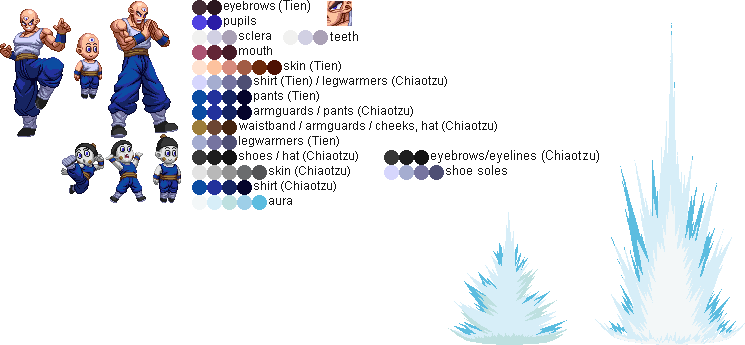 eyebrows (Tien)
pupils
sclera teeth
mouth
skin (Tien)
shirt (Tien) / legwarmers (Chiaotzu)
pants (Tien)
armguards / pants (Chiaotzu)
waistband / armguards / cheeks, hat (Chiaotzu)
legwarmers (Tien)
shoes / hat (Chiaotzu) eyebrows/eyelines (Chiaotzu)
skin (Chiaotzu) shoe soles
shirt (Chiaotzu)
aura